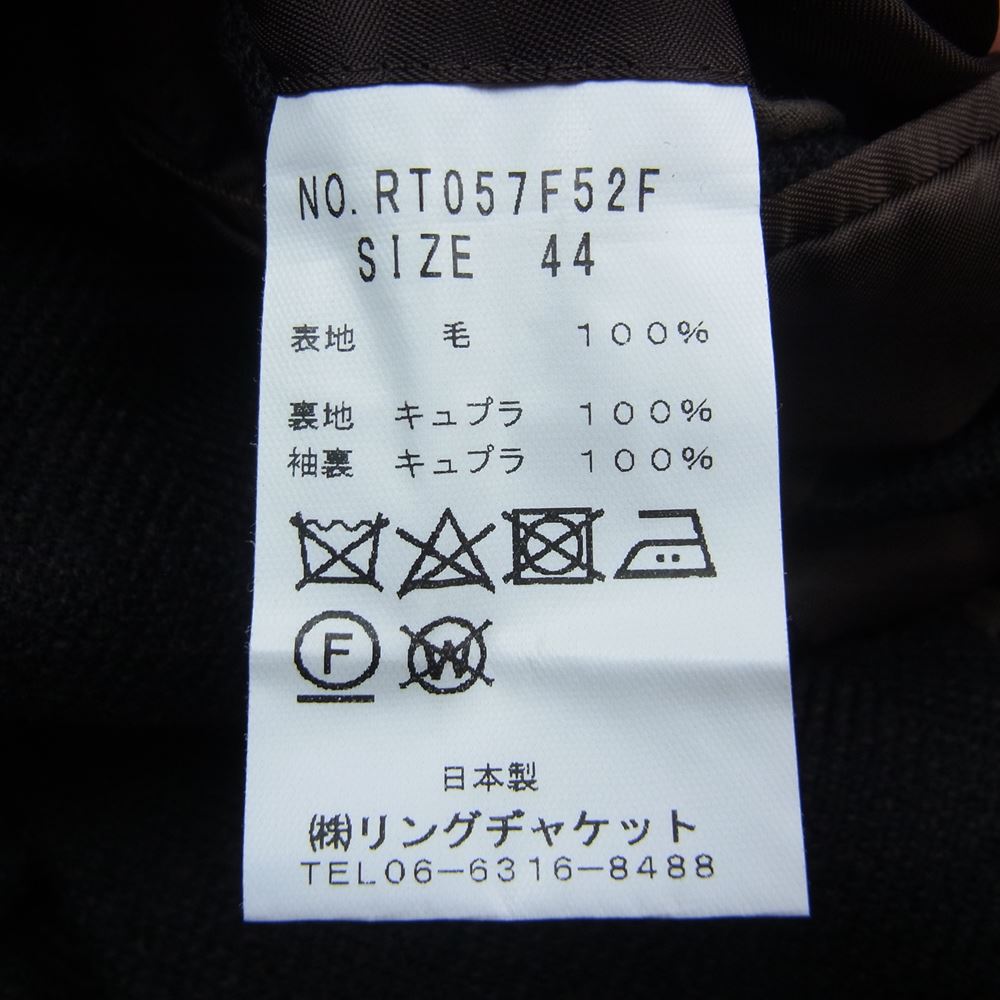 NO.RT057F52F
SIZE 44
表地 毛 100%
裏地 キュプラ 100%
袖裏 キュプラ 100%
F W
日本製
㈱リングヂャケット
TEL06-6316-8488